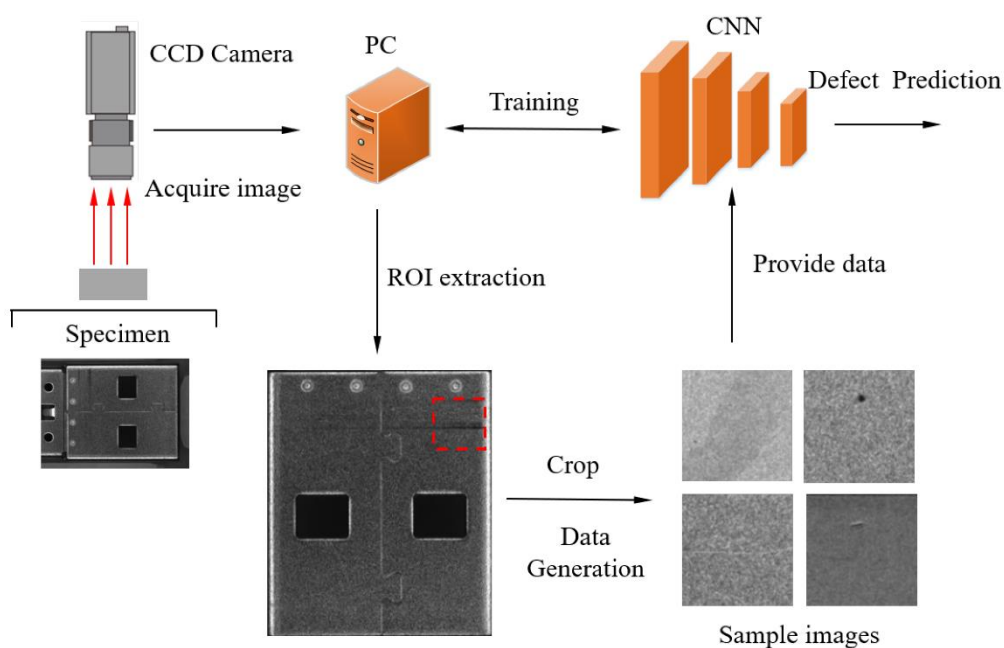 CCD Camera
PC
CNN
Training
Defect Prediction
Acquire image
ROI extraction
Provide data
Specimen
Crop
Data
Generation
Sample images